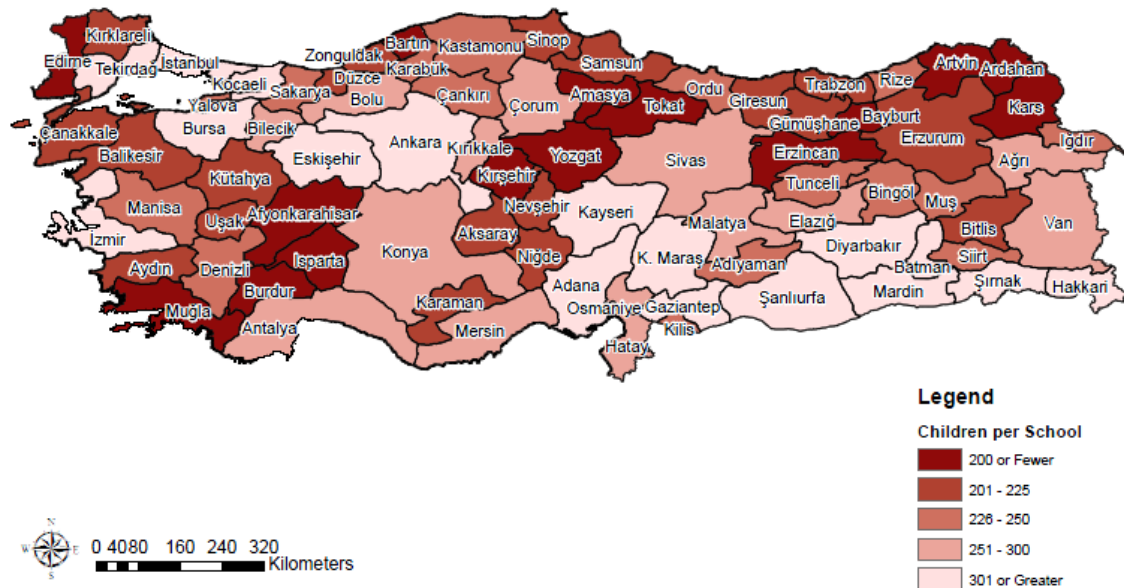 Kırklareli
Edirne
Tekirdağ
İstanbul
Kocaeli
Yalova
Sakarya
Düzce
Zonguldak
Bartın
Karabük
Kastamonu
Sinop
Samsun
Bolu
Çankırı
Çorum
Amasya
Tokat
Ordu
Giresun
Trabzon
Rize
Artvin
Ardahan
Kars
Gümüşhane
Bayburt
Erzurum
Iğdır
Ağrı
Çanakkale
Balıkesir
Bursa
Bilecik
Eskişehir
Ankara
Kırıkkale
Yozgat
Sivas
Erzincan
Tunceli
Bingöl
Muş
Bitlis
Van
Kütahya
Manisa
Uşak
Afyonkarahisar
Kırşehir
Nevşehir
Kayseri
Malatya
Elazığ
Diyarbakır
Batman
Siirt
Şırnak
Hakkari
İzmir
Aydın
Denizli
Isparta
Burdur
Konya
Aksaray
Niğde
K. Maraş
Adıyaman
Şanlıurfa
Mardin
Muğla
Antalya
Karaman
Mersin
Adana
Osmaniye
Gaziantep
Kilis
Hatay
Legend
Children per School
200 or Fewer
201 - 225
226 - 250
251 - 300
301 or Greater
N
W E
S
0 40 80 160 240 320
Kilometers